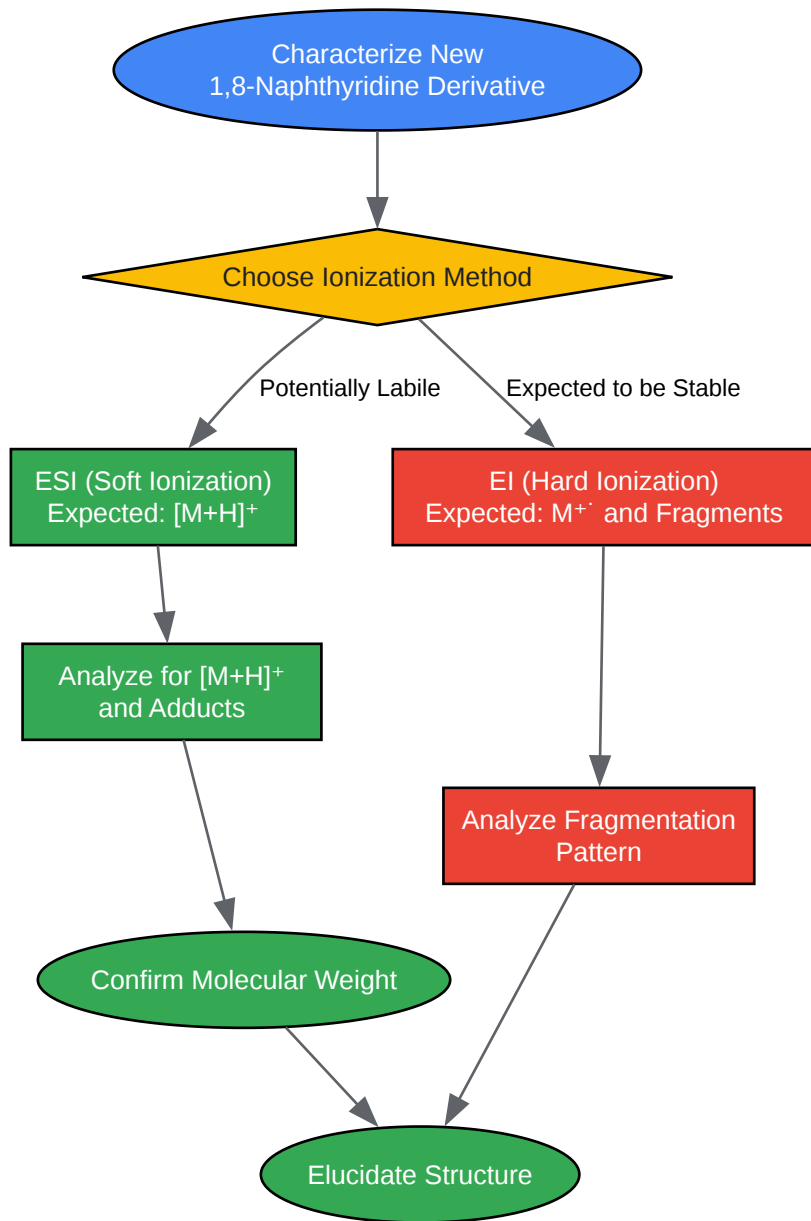 Characterize New
1,8-Naphthyridine Derivative
Choose Ionization Method
Potentially Labile
Expected to be Stable
ESI (Soft Ionization)
Expected: [M+H]⁺
EI (Hard Ionization)
Expected: M⁺˙ and Fragments
Analyze for [M+H]⁺
and Adducts
Analyze Fragmentation
Pattern
Confirm Molecular Weight
Elucidate Structure